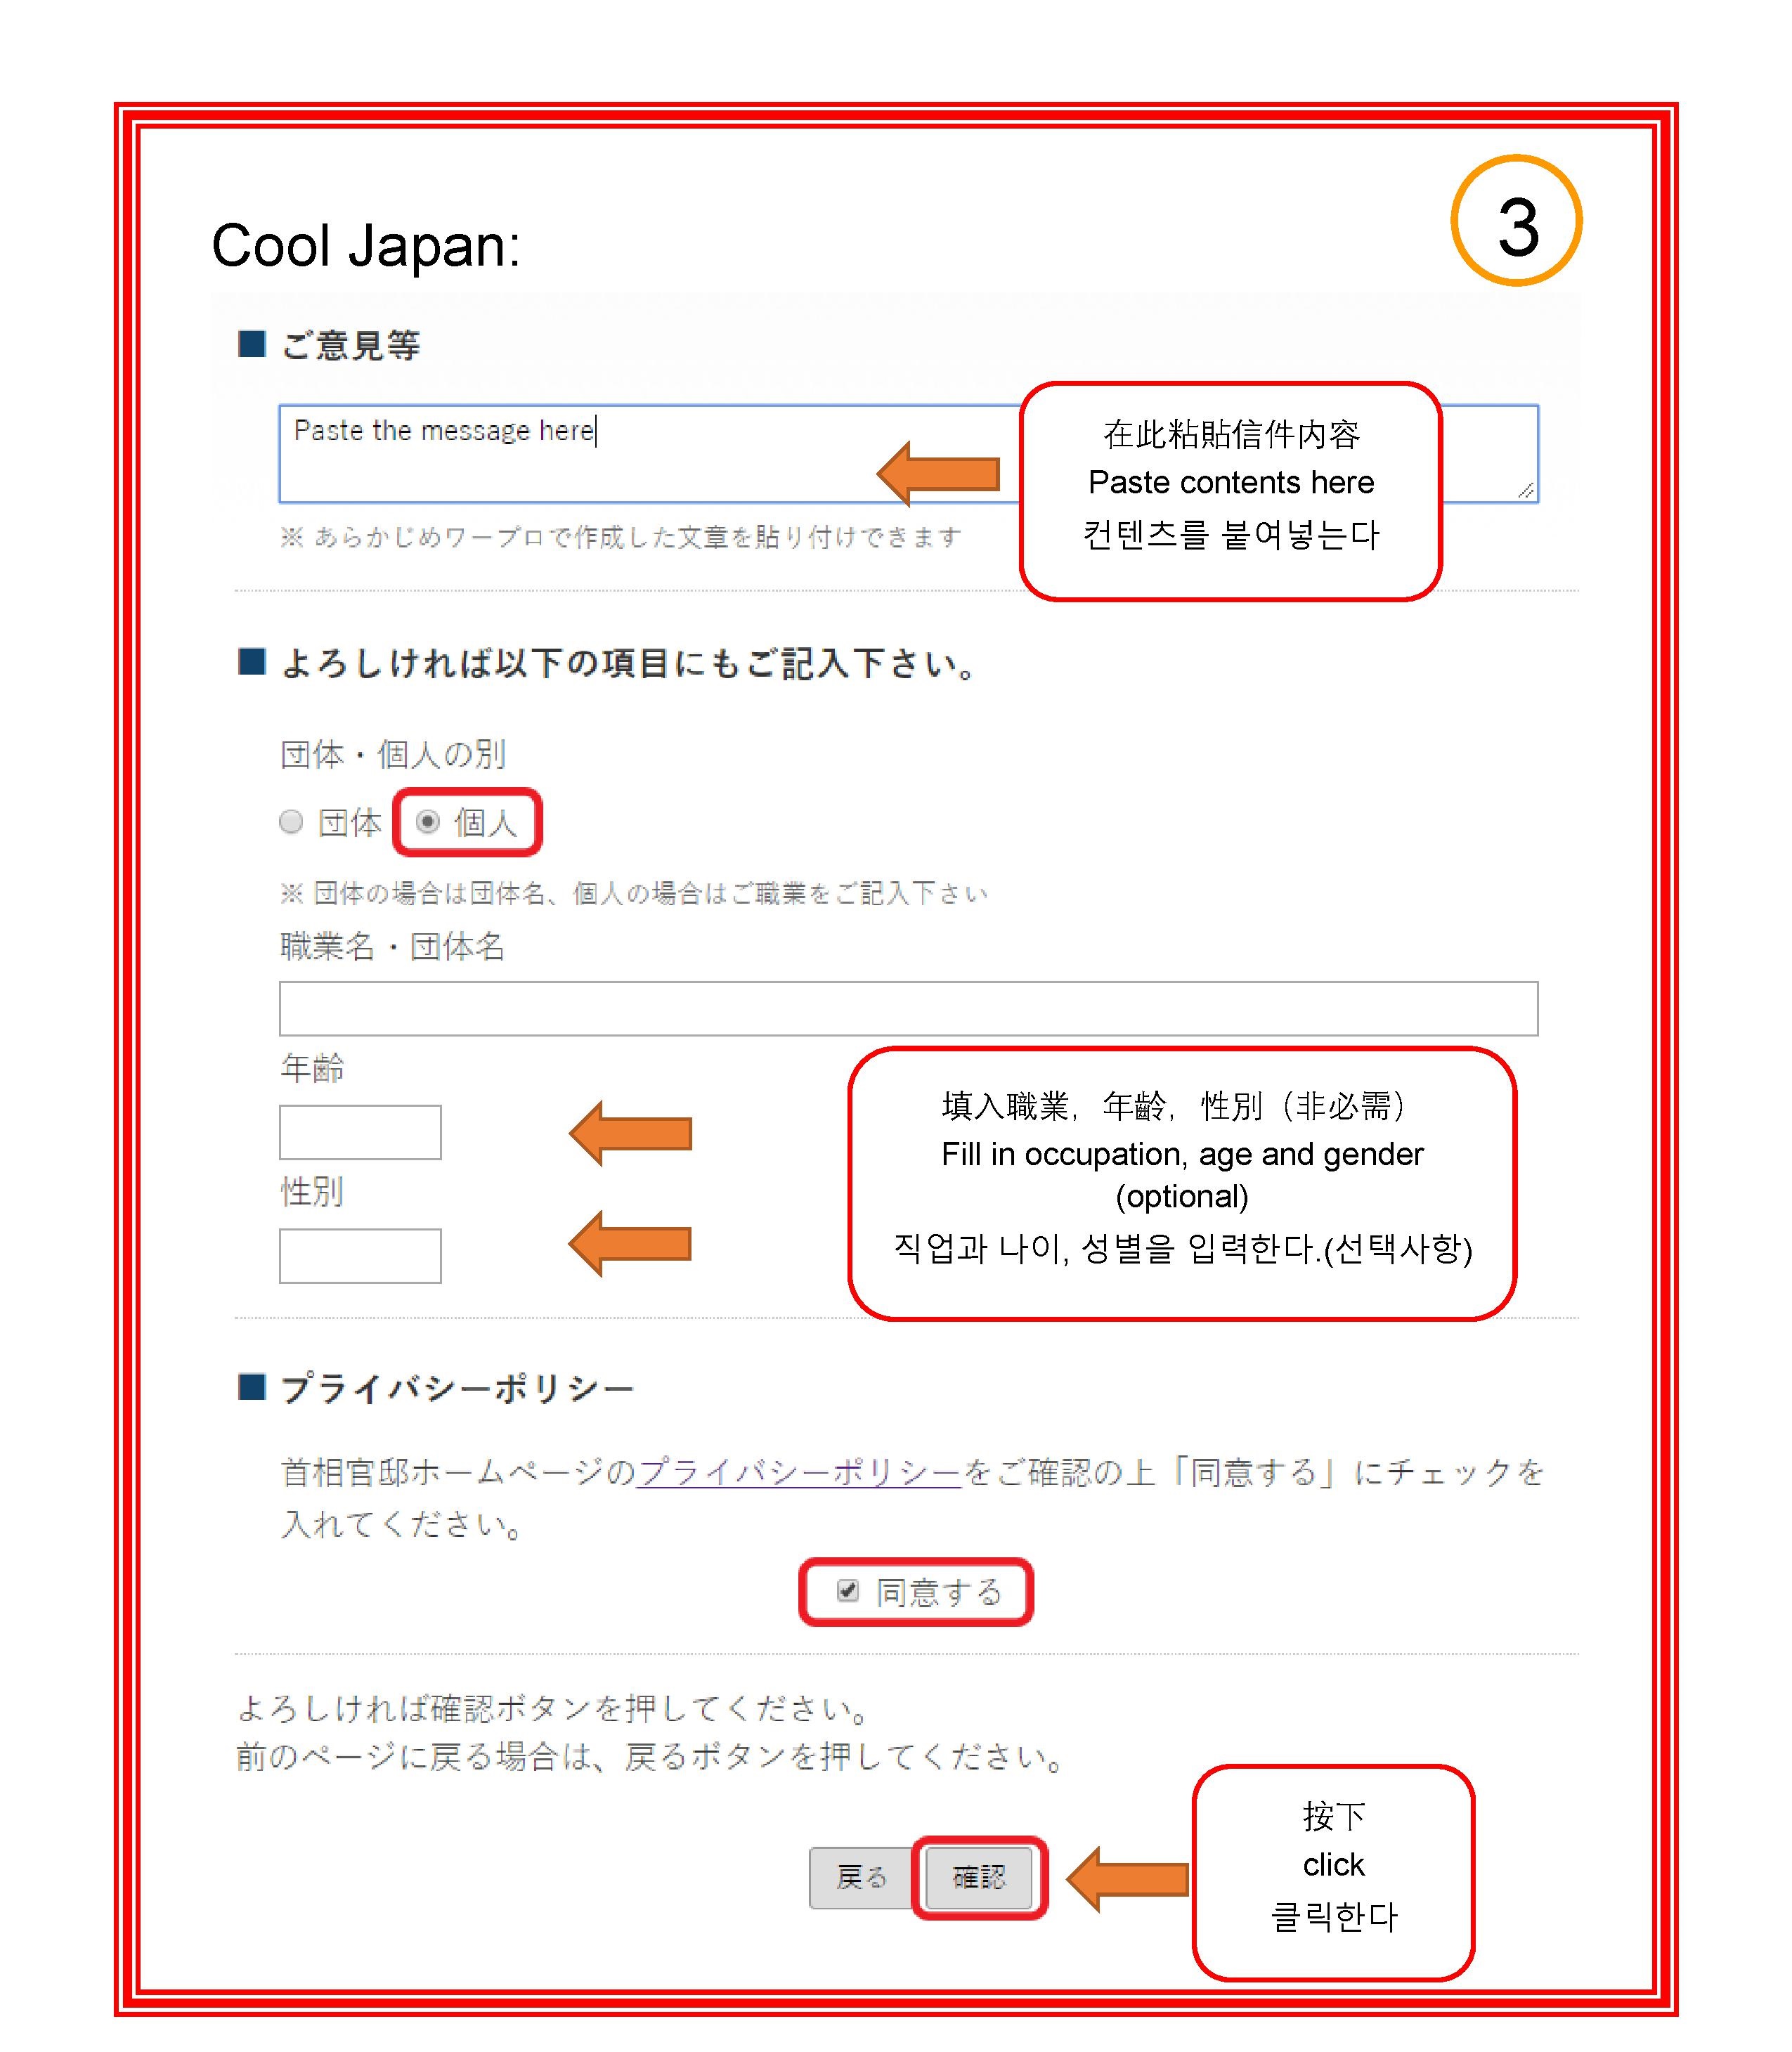 3
Cool Japan:
■ ご意見等
Paste the message here
在此粘貼信件内容
Paste contents here
컨텐츠를 붙여넣는다
※ あらかじめワープロで作成した文章を貼り付けできます
■ よろしければ以下の項目にもご記入下さい。
団体・個人の別
団体 個人
※ 団体の場合は団体名、個人の場合はご職業をご記入下さい
職業名・団体名
年齢
性別
填入職業，年齡，性別（非必需）
Fill in occupation, age and gender
(optional)
직업과 나이, 성별을 입력한다.(선택사항)
■ プライバシーポリシー
首相官邸ホームページのプライバシーポリシーをご確認の上「同意する」にチェックを
入れてください。
同意する
よろしければ確認ボタンを押してください。
前のページに戻る場合は、戻るボタンを押してください。
戻る 確認
按下
click
클릭한다